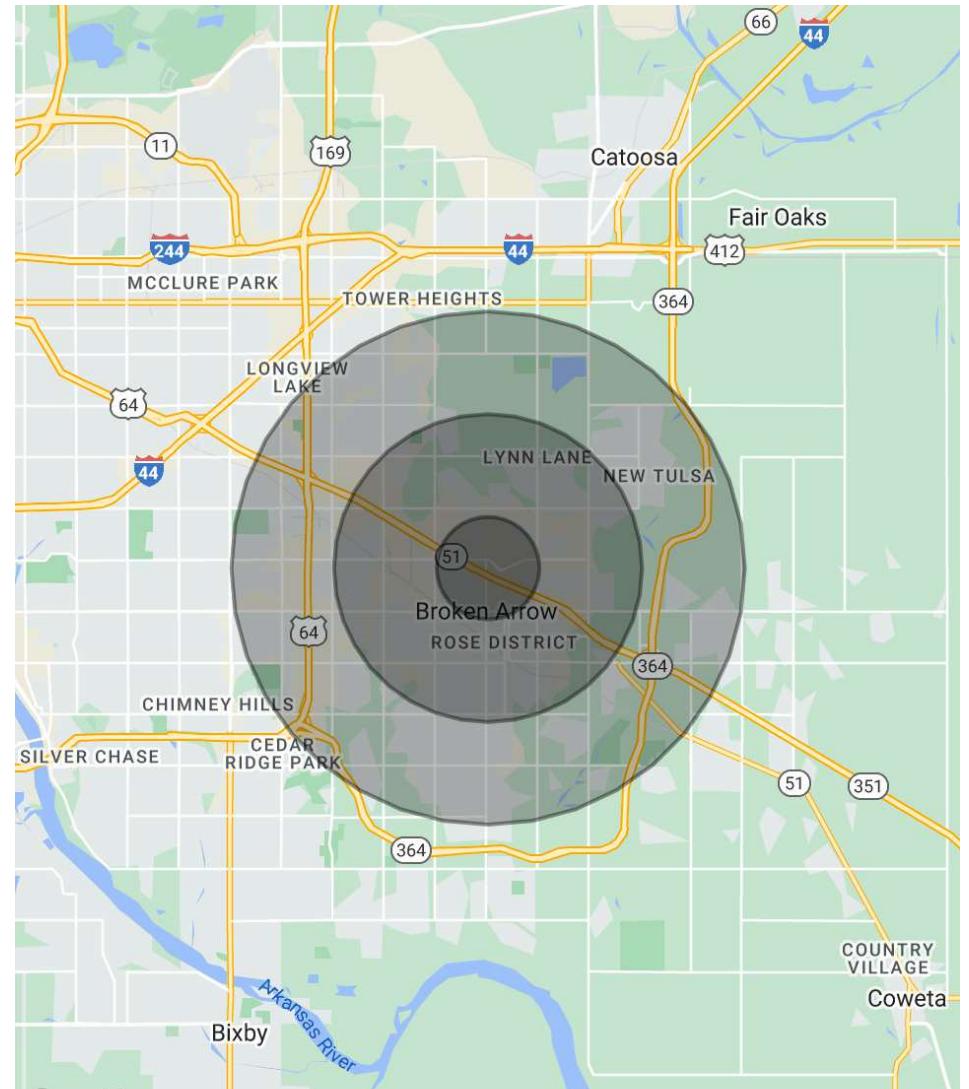 66
44
11
169
Catoosa
Fair Oaks
244
44
412
MCCLURE PARK
TOWER HEIGHTS
364
LONGVIEW
LAKE
64
LYNN LANE
44
NEW TULSA
51
Broken Arrow
64
ROSE DISTRICT
364
CHIMNEY HILLS
CEDAR
RIDGE PARK
SILVER CHASE
51
351
364
COUNTRY
VILLAGE
Coweta
Arkansas River
Bixby